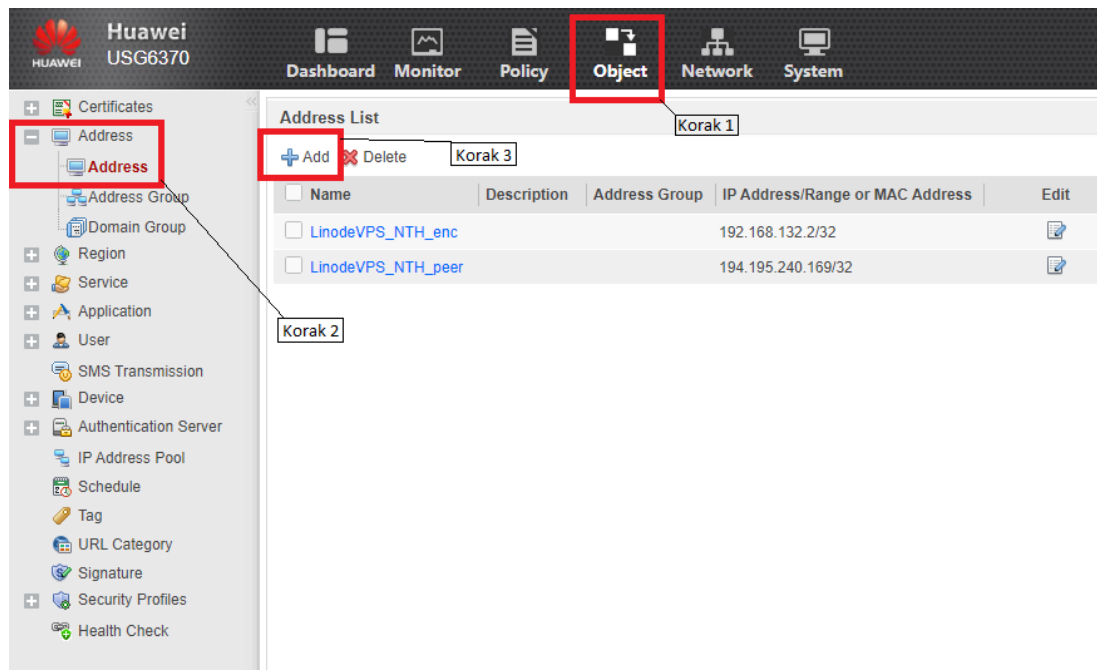 Huawei
USG6370
HUAWEI
Dashboard Monitor Policy Object Network System
Korak 1
Certificates
Address
Address
Address Group
Domain Group
Region
Service
Application
User
SMS Transmission
Device
Authentication Server
IP Address Pool
Schedule
Tag
URL Category
Signature
Security Profiles
Health Check
Korak 2
Address List
Add Delete
Korak 3
Name Description Address Group IP Address/Range or MAC Address Edit
LinodeVPS_NTH_enc 192.168.132.2/32
LinodeVPS_NTH_peer 194.195.240.169/32